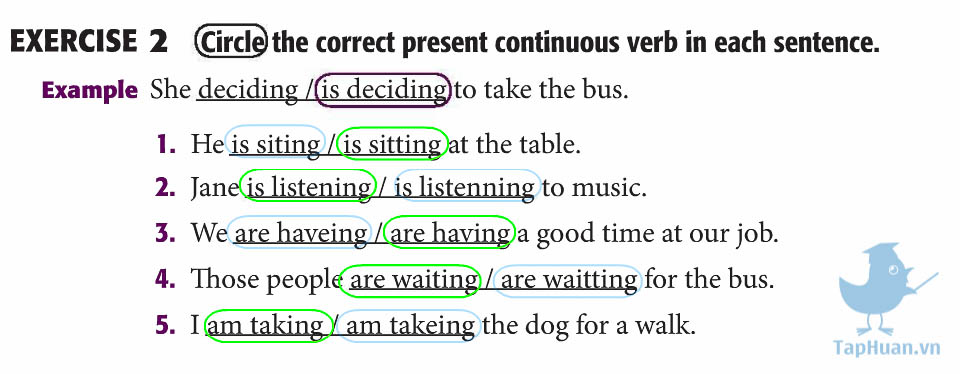 EXERCISE 2 Circle the correct present continuous verb in each sentence.
Example She deciding / is deciding to take the bus.
1. He is siting / is sitting at the table.
2. Jane is listening / is listenning to music.
3. We are haveing / are having a good time at our job.
4. Those people are waiting / are waitting for the bus.
5. I am taking / am takeing the dog for a walk.
TapHuan.vn